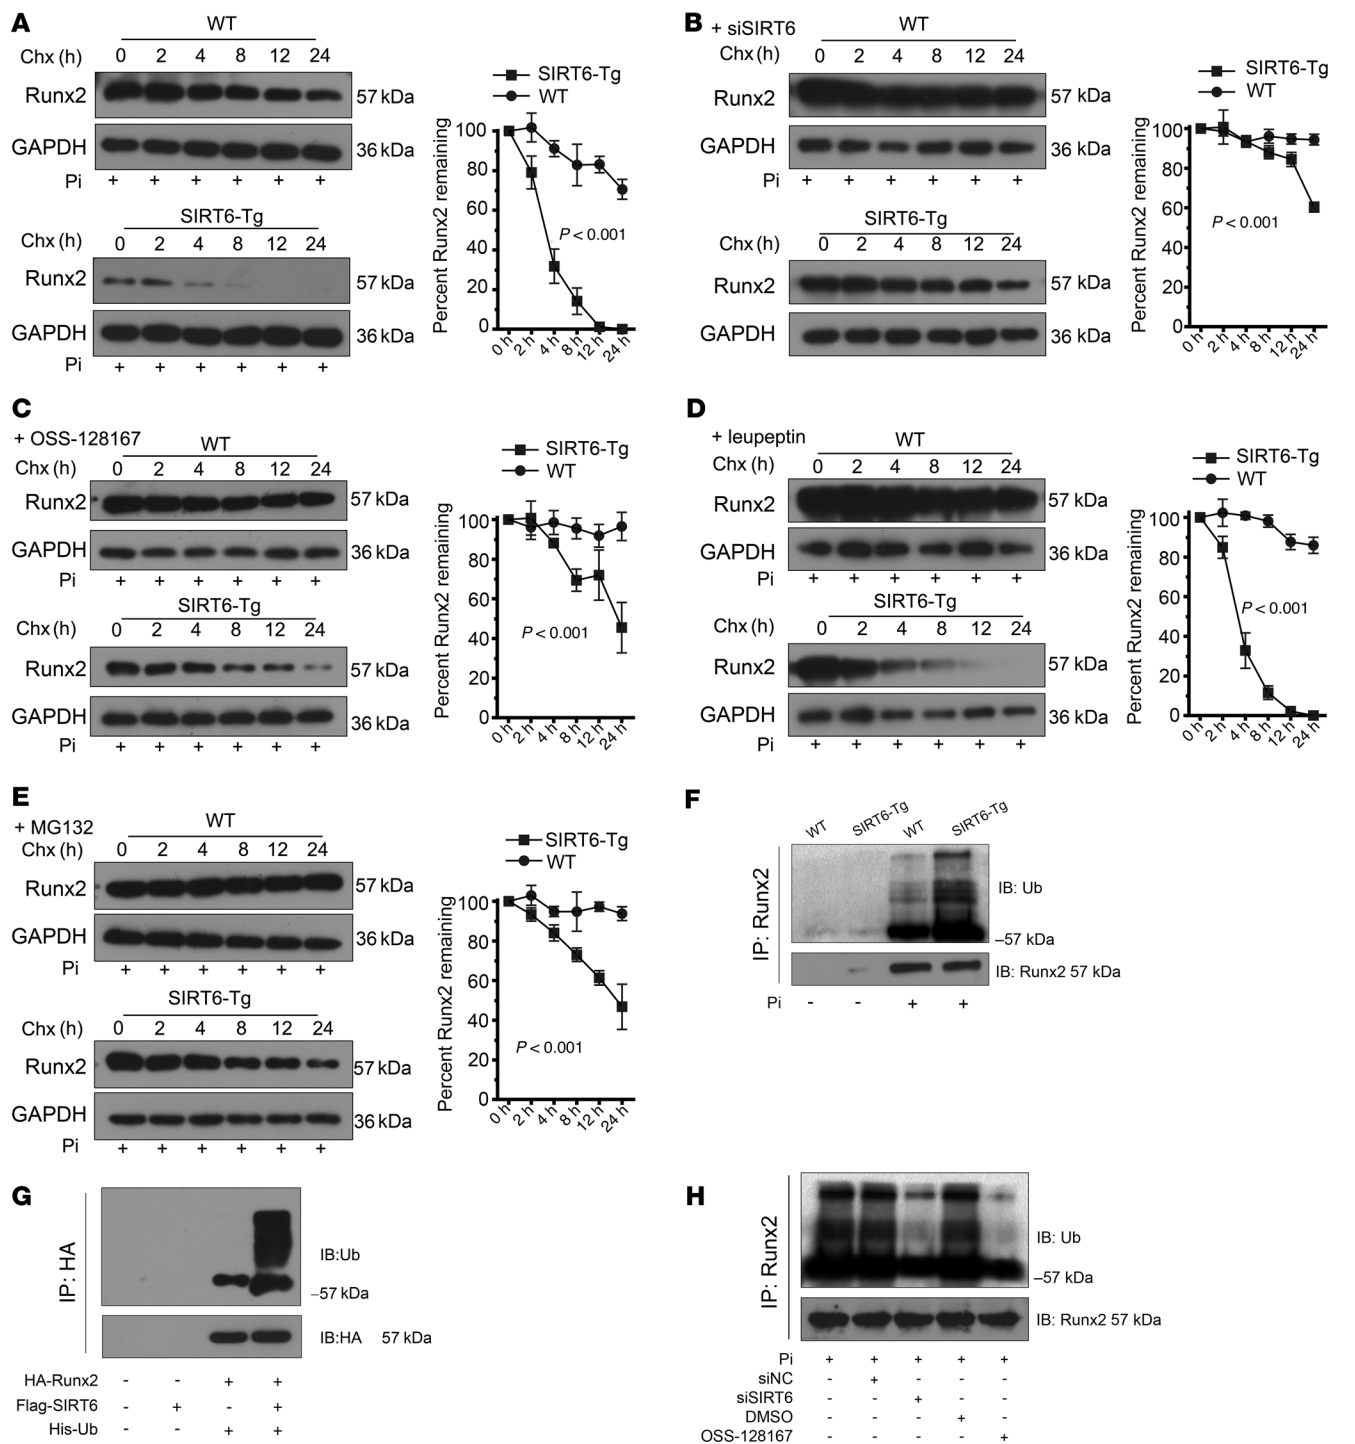 A
WT
Chx (h) 0 2 4 8 12 24
Runx2 57 kDa
GAPDH 36 kDa
Pi + + + + + +
SIRT6-Tg
Chx (h) 0 2 4 8 12 24
Runx2 57 kDa
GAPDH 36 kDa
Pi + + + + + +
SIRT6-Tg
WT
Percent Runx2 remaining
100
80
60
40
20
0
P < 0.001
0 h 2 h 4 h 8 h 12 h 24 h
B
+ siSIRT6
WT
Chx (h) 0 2 4 8 12 24
Runx2 57 kDa
GAPDH 36 kDa
Pi + + + + + +
SIRT6-Tg
Chx (h) 0 2 4 8 12 24
Runx2 57 kDa
GAPDH 36 kDa
SIRT6-Tg
WT
Percent Runx2 remaining
100
80
60
40
20
0
P < 0.001
0 h 2 h 4 h 8 h 12 h 24 h
C
+ OSS-128167
WT
Chx (h) 0 2 4 8 12 24
Runx2 57 kDa
GAPDH 36 kDa
Pi + + + + + +
SIRT6-Tg
Chx (h) 0 2 4 8 12 24
Runx2 57 kDa
GAPDH 36 kDa
Pi + + + + + +
SIRT6-Tg
WT
Percent Runx2 remaining
100
80
60
40
20
0
P < 0.001
0 h 2 h 4 h 8 h 12 h 24 h
D
+ leupeptin
WT
Chx (h) 0 2 4 8 12 24
Runx2 57 kDa
GAPDH 36 kDa
Pi + + + + + +
SIRT6-Tg
Chx (h) 0 2 4 8 12 24
Runx2 57 kDa
GAPDH 36 kDa
Pi + + + + + +
SIRT6-Tg
WT
Percent Runx2 remaining
100
80
60
40
20
0
P < 0.001
0 h 2 h 4 h 8 h 12 h 24 h
E
+ MG132
WT
Chx (h) 0 2 4 8 12 24
Runx2 57 kDa
GAPDH 36 kDa
Pi + + + + + +
SIRT6-Tg
Chx (h) 0 2 4 8 12 24
Runx2 57 kDa
GAPDH 36 kDa
Pi + + + + + +
SIRT6-Tg
WT
Percent Runx2 remaining
100
80
60
40
20
0
P < 0.001
0 h 2 h 4 h 8 h 12 h 24 h
F
WT SIRT6-Tg WT SIRT6-Tg
IP: Runx2
IB: Ub
–57 kDa
IB: Runx2 57 kDa
Pi - - + +
G
IP: HA
IB:Ub
–57 kDa
IB:HA 57 kDa
HA-Runx2 - - + +
Flag-SIRT6 - + - +
His-Ub - - + +
H
IP: Runx2
IB: Ub
–57 kDa
IB: Runx2 57 kDa
Pi + + + + +
siNC - + - - -
siSIRT6 - - + - -
DMSO - - - + -
OSS-128167 - - - - +